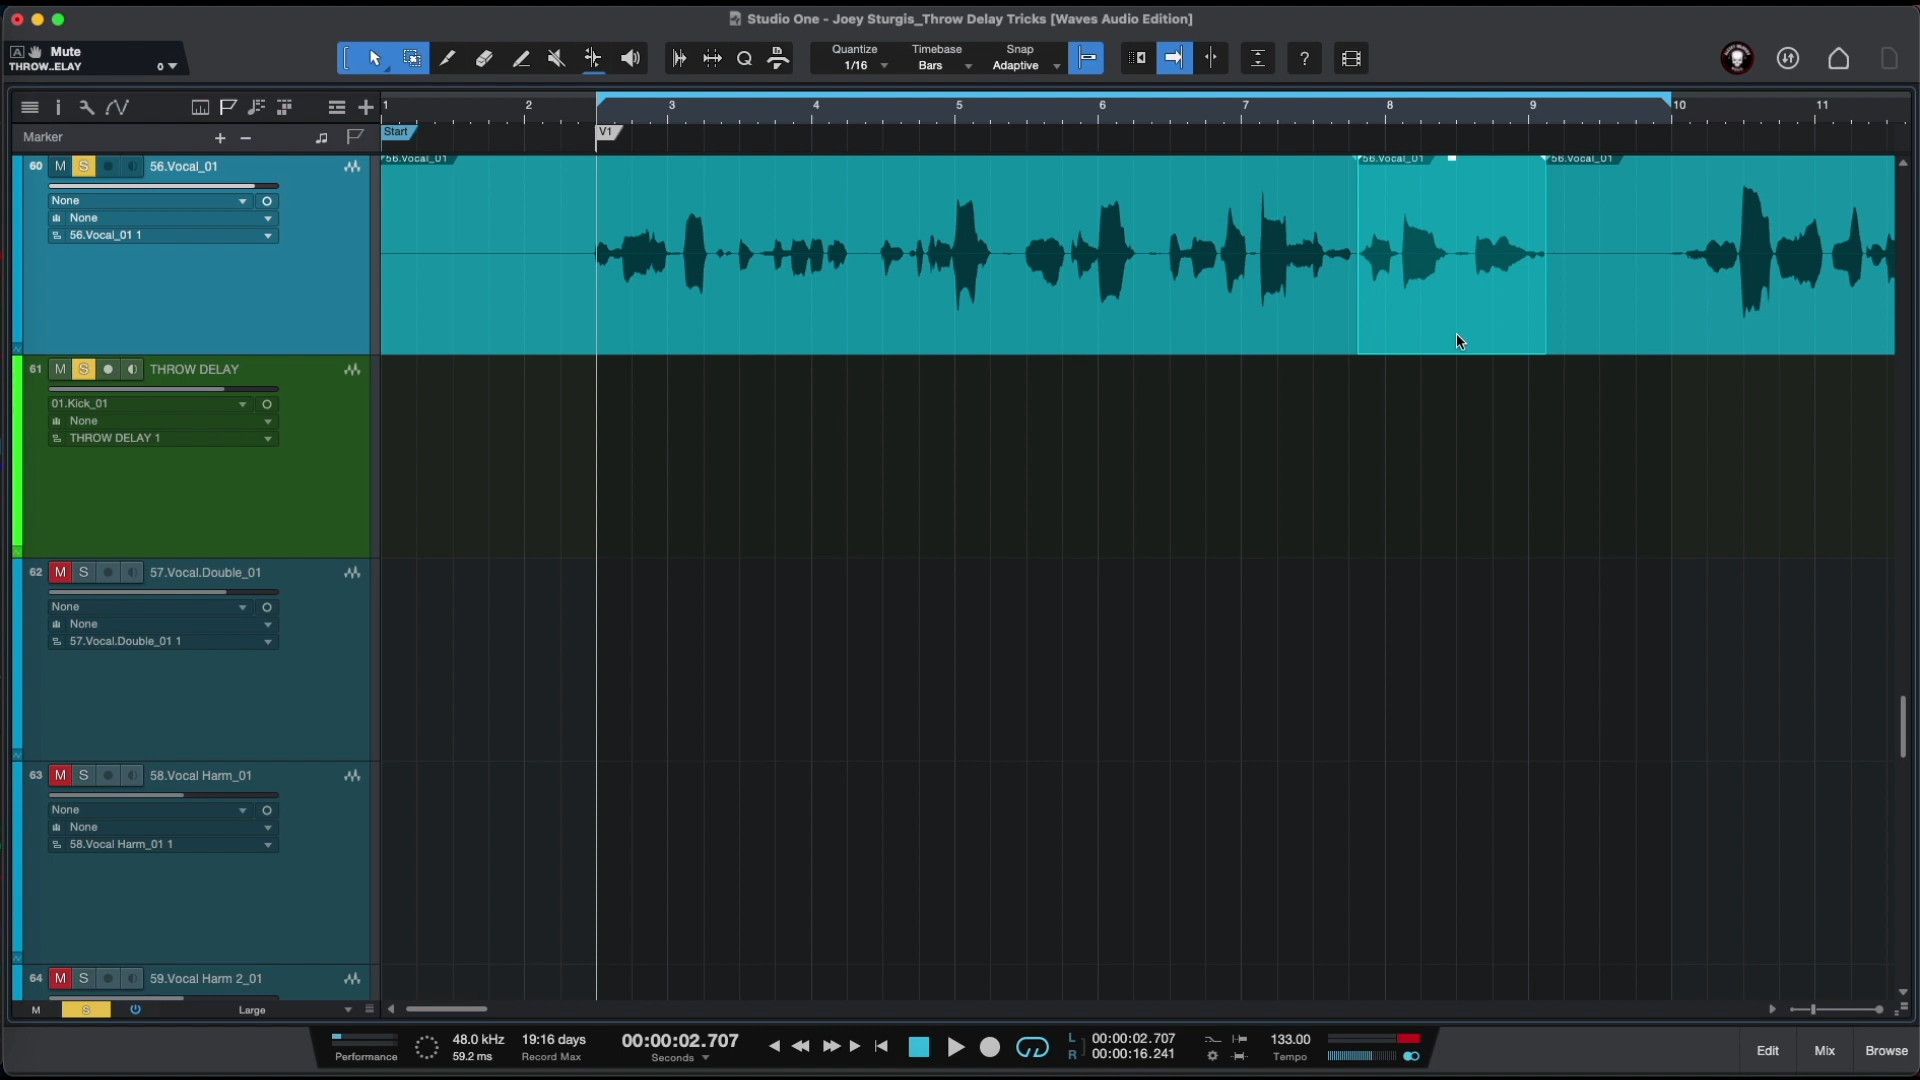 Studio One - Joey Sturgis_Throw Delay Tricks [Waves Audio Edition]
A Mute
THROW..ELAY 0
Quantize Timebase Snap
1/16 Bars Adaptive
?
1 2 3 4 5 6 7 8 9 10 11
Marker
Start V1
60 M S 56.Vocal_01
56.Vocal_01 56.Vocal_01 56.Vocal_01
None
None
56.Vocal_01 1
61 M S THROW DELAY
01.Kick_01
None
THROW DELAY 1
62 M S 57.Vocal.Double_01
None
None
57.Vocal.Double_01 1
63 M S 58.Vocal Harm_01
None
None
58.Vocal Harm_01 1
64 M S 59.Vocal Harm 2_01
M S Large
48.0 kHz 19:16 days 00:00:02.707 L 00:00:02.707 133.00
Performance 59.2 ms Record Max Seconds R 00:00:16.241 Tempo
Edit Mix Browse